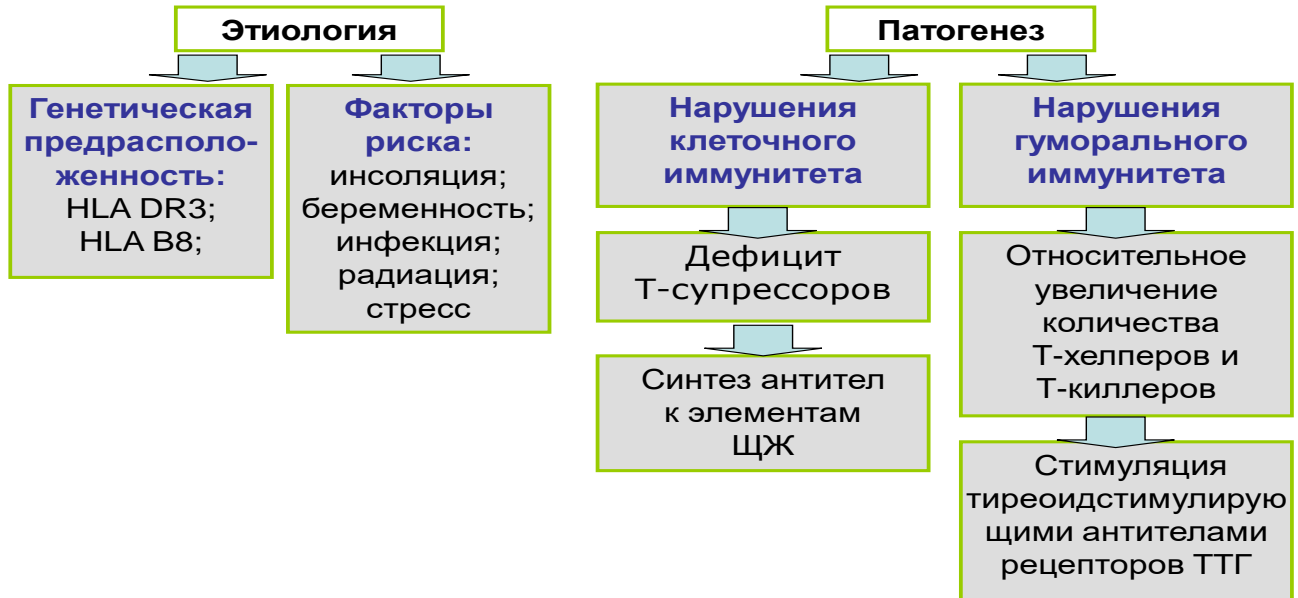 Этиология
Генетическая
предрасполо-
женность:
HLA DR3;
HLA B8;
Факторы
риска:
инсоляция;
беременность;
инфекция;
радиация;
стресс
Патогенез
Нарушения
клеточного
иммунитета
Дефицит
Т-супрессоров
Синтез антител
к элементам
ЩЖ
Нарушения
гуморального
иммунитета
Относительное
увеличение
количества
Т-хелперов и
Т-киллеров
Стимуляция
тиреоидстимулирую
щими антителами
рецепторов ТТГ